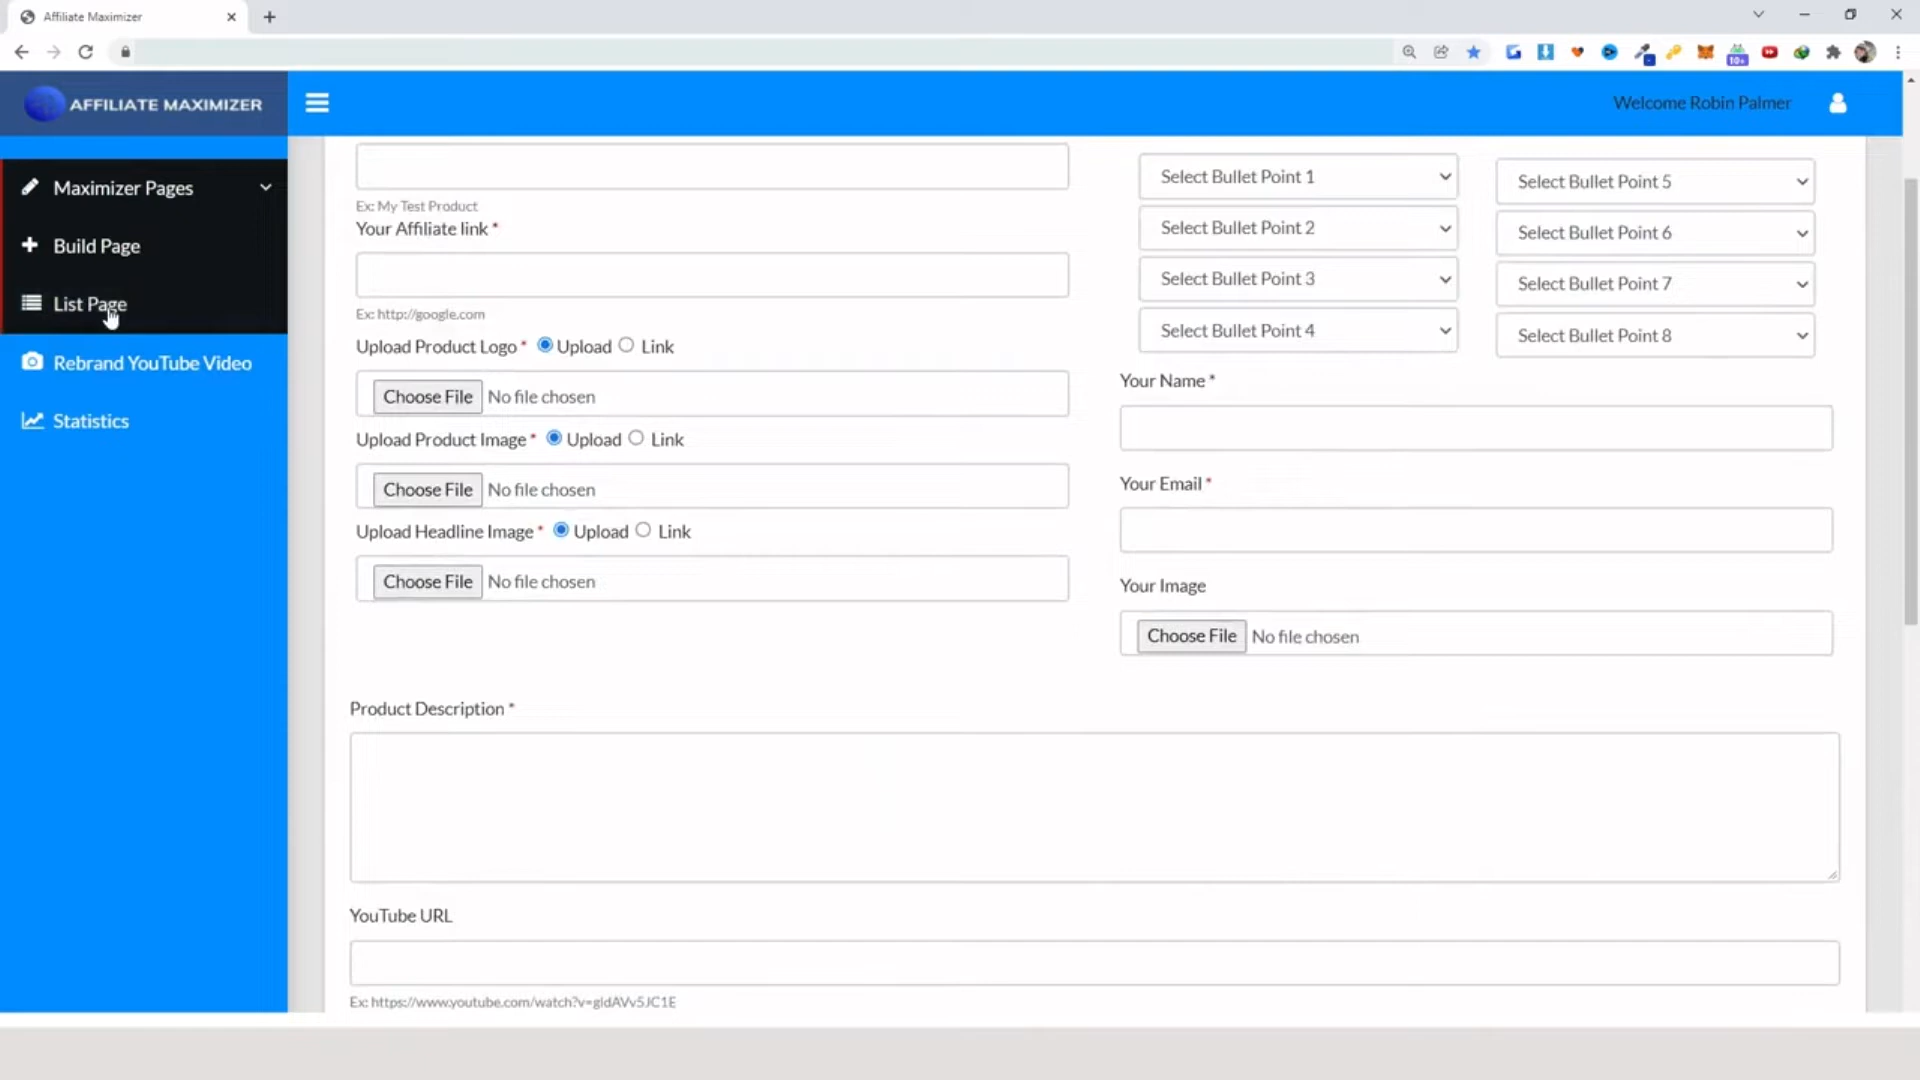 Affiliate Maximizer
10+
AFFILIATE MAXIMIZER
Welcome Robin Palmer
Maximizer Pages
Build Page
List Page
Rebrand YouTube Video
Statistics
Ex: My Test Product
Your Affiliate link *
Ex: http://google.com
Upload Product Logo * Upload Link
Choose File No file chosen
Upload Product Image * Upload Link
Choose File No file chosen
Upload Headline Image * Upload Link
Choose File No file chosen
Select Bullet Point 1
Select Bullet Point 2
Select Bullet Point 3
Select Bullet Point 4
Select Bullet Point 5
Select Bullet Point 6
Select Bullet Point 7
Select Bullet Point 8
Your Name *
Your Email *
Your Image
Choose File No file chosen
Product Description *
YouTube URL
Ex: https://www.youtube.com/watch?v=gldAVv5JC1E